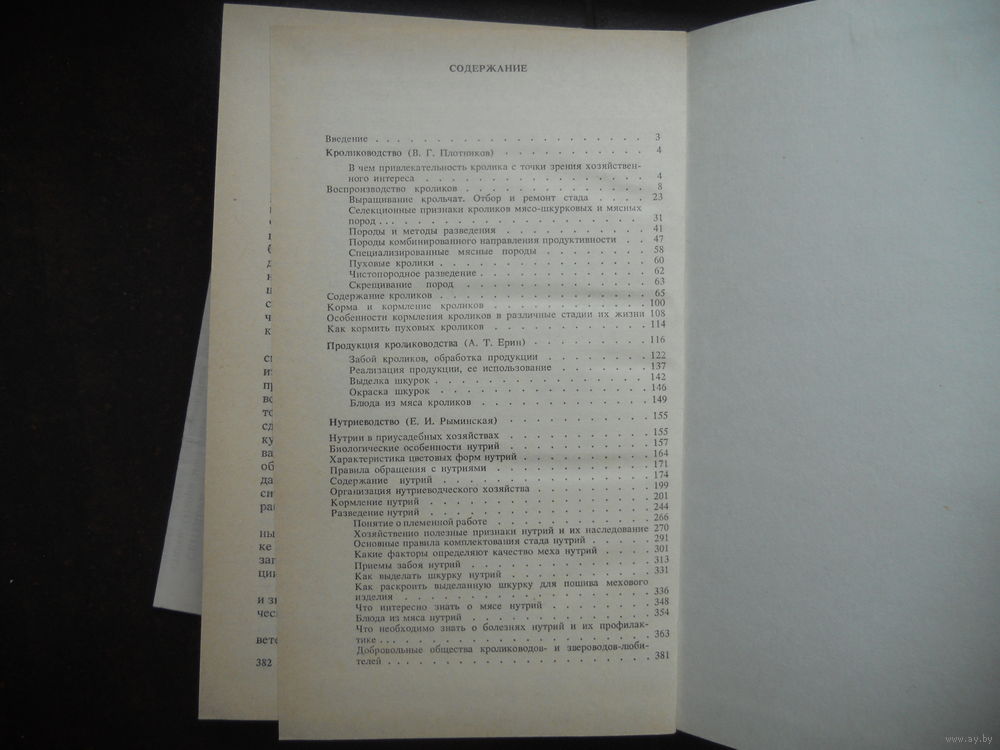 СОДЕРЖАНИЕ
Введение . . . . . . . . . . . . . . . . . . . . 3
Кролиководство (В. Г. Плотников) . . . . . . . . . . 4
В чем привлекательность кролика с точки зрения хозяйствен-
ного интереса . . . . . . . . . . . . . . . . 4
Воспроизводство кроликов . . . . . . . . . . . . . 8
Выращивание крольчат. Отбор и ремонт стада . . . . 23
Селекционные признаки кроликов мясо-шкурковых и мясных
пород . . . . . . . . . . . . . . . . . . 31
Породы и методы разведения . . . . . . . . . . 41
Породы комбинированного направления продуктивности . . 47
Специализированные мясные породы . . . . . . . 58
Пуховые кролики . . . . . . . . . . . . . . 60
Чистопородное разведение . . . . . . . . . . . 62
Скрещивание пород . . . . . . . . . . . . . 63
Содержание кроликов . . . . . . . . . . . . . . 65
Корма и кормление кроликов . . . . . . . . . . . 100
Особенности кормления кроликов в различные стадии их жизни 108
Как кормить пуховых кроликов . . . . . . . . . . . 114
Продукция кролиководства (А. Т. Ерин) . . . . . . . . 116
Забой кроликов, обработка продукции . . . . . . . 122
Реализация продукции, ее использование . . . . . . 137
Выделка шкурок . . . . . . . . . . . . . . 142
Окраска шкурок . . . . . . . . . . . . . . 146
Блюда из мяса кроликов . . . . . . . . . . . . 149
Нутриеводство (Е. И. Рыминская) . . . . . . . . . . 155
Нутрии в приусадебных хозяйствах . . . . . . . . . . 155
Биологические особенности нутрий . . . . . . . . . . 157
Характеристика цветовых форм нутрий . . . . . . . . . 164
Правила обращения с нутриями . . . . . . . . . . . 171
Содержание нутрий . . . . . . . . . . . . . . . 174
Организация нутриеводческого хозяйства . . . . . . . . 199
Кормление нутрий . . . . . . . . . . . . . . . 201
Разведение нутрий . . . . . . . . . . . . . . . 244
Понятие о племенной работе . . . . . . . . . . . 266
Хозяйственно полезные признаки нутрий и их наследование 270
Основные правила комплектования стада нутрий . . . . 291
Какие факторы определяют качество меха нутрий . . . . 301
Приемы забоя нутрий . . . . . . . . . . . . . 313
Как выделать шкурку нутрий . . . . . . . . . . 331
Как раскроить выделанную шкурку для пошива мехового
изделия . . . . . . . . . . . . . . . . . 336
Что интересно знать о мясе нутрий . . . . . . . . 348
Блюда из мяса нутрий . . . . . . . . . . . . . 354
Что необходимо знать о болезнях нутрий и их профилак-
тике . . . . . . . . . . . . . . . . . . 363
Добровольные общества кролиководов- и звероводов-люби-
телей . . . . . . . . . . . . . . . . . . 381
382
www.ay.by